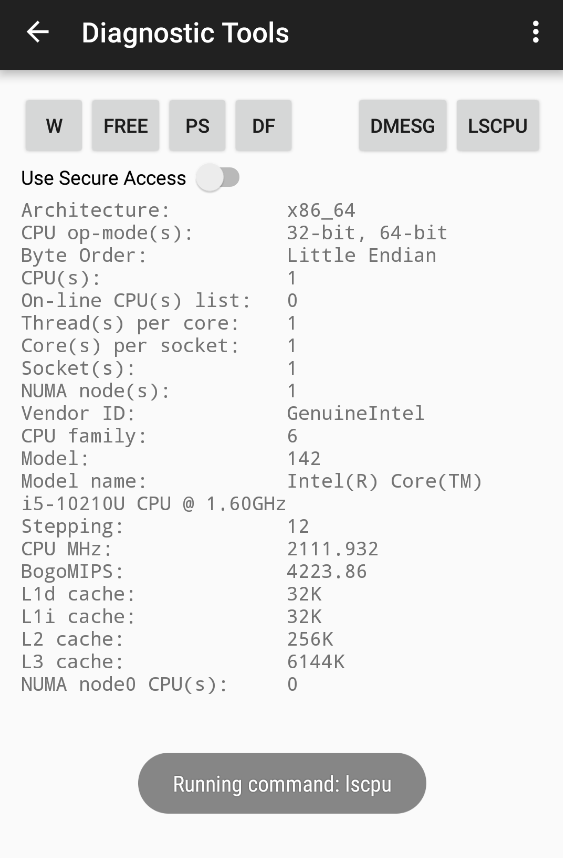 Diagnostic Tools
W FREE PS DF DMESG LSCPU
Use Secure Access
Architecture: x86_64
CPU op-mode(s): 32-bit, 64-bit
Byte Order: Little Endian
CPU(s): 1
On-line CPU(s) list: 0
Thread(s) per core: 1
Core(s) per socket: 1
Socket(s): 1
NUMA node(s): 1
Vendor ID: GenuineIntel
CPU family: 6
Model: 142
Model name: Intel(R) Core(TM)
i5-10210U CPU @ 1.60GHz
Stepping: 12
CPU MHz: 2111.932
BogoMIPS: 4223.86
L1d cache: 32K
L1i cache: 32K
L2 cache: 256K
L3 cache: 6144K
NUMA node0 CPU(s): 0
Running command: lscpu